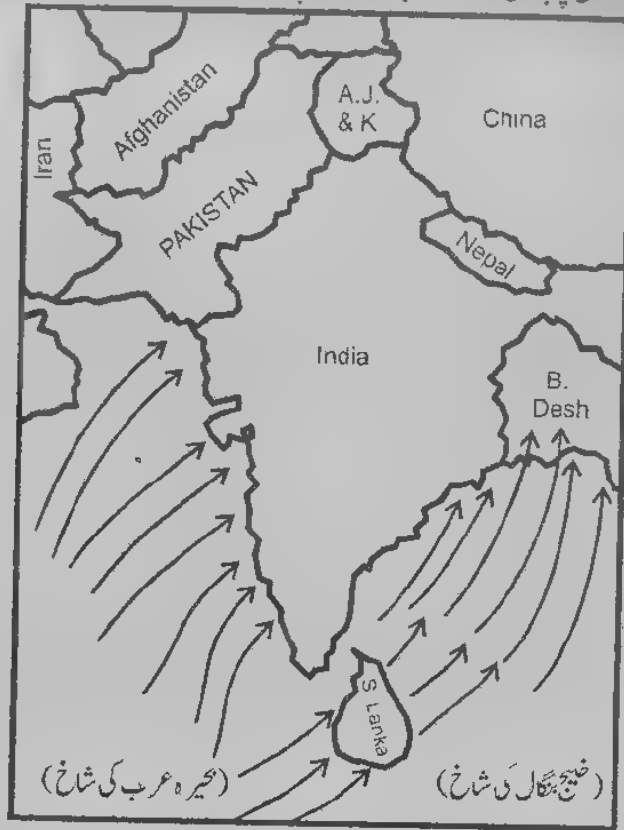 Afghanistan
A.J.
& K
China
Iran
PAKISTAN
Nepal
India
B.
Desh
S Lanka
(بحیرہ عرب کی شاخ)
(خلیج بنگال کی شاخ)